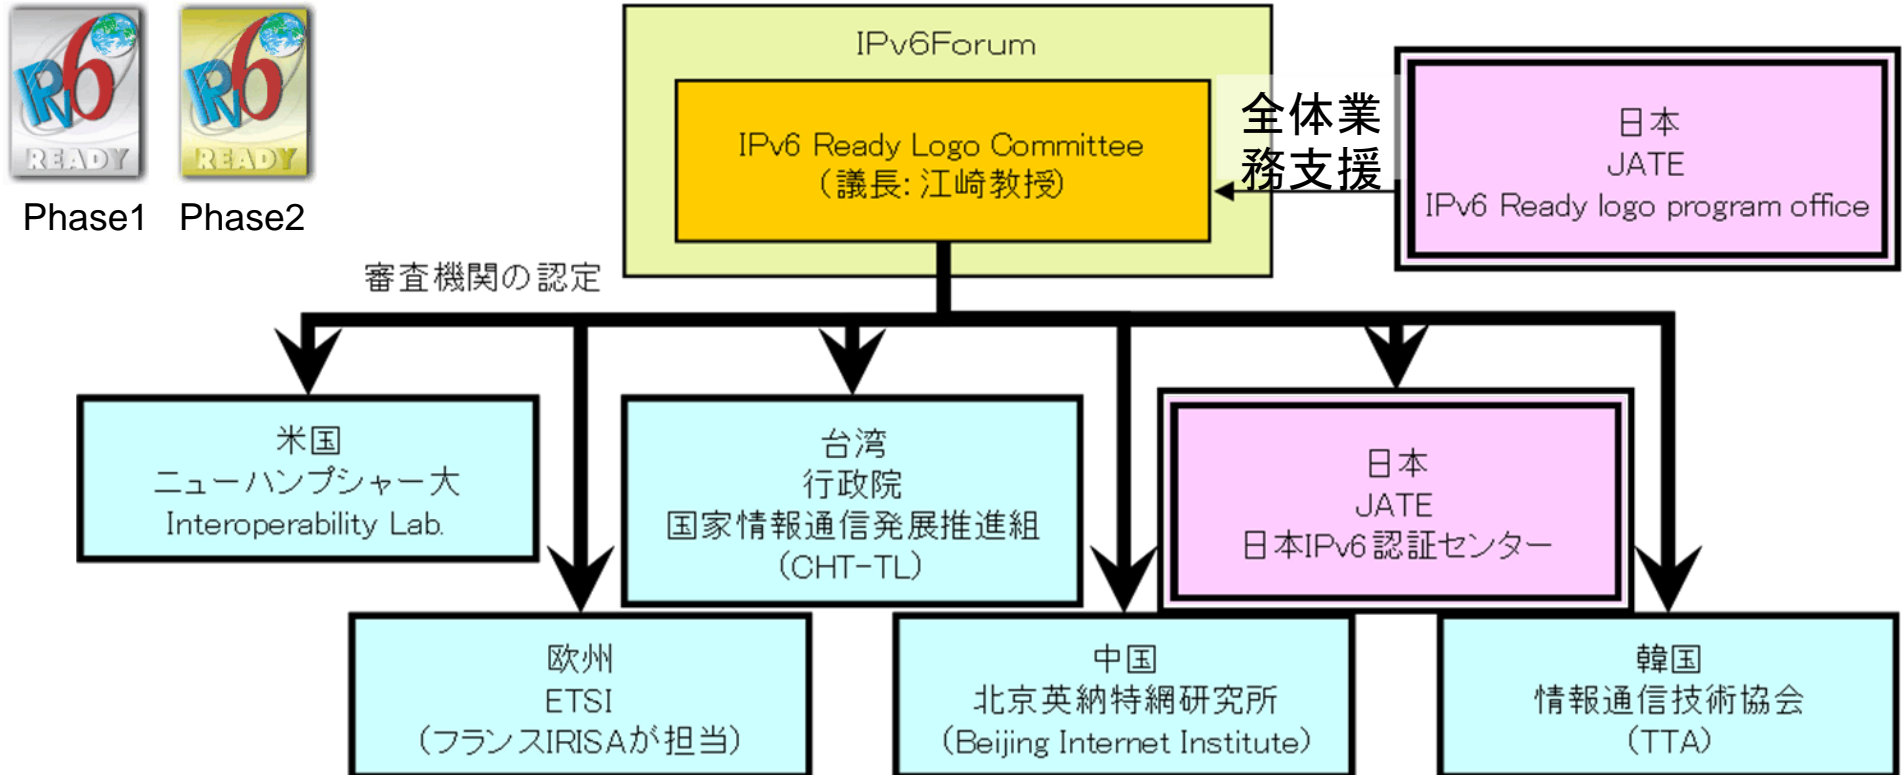 IPv6
READY
IPv6
READY
Phase1
Phase2
IPv6Forum
IPv6 Ready Logo Committee
（議長: 江崎教授）
全体業
務支援
日本
JATE
IPv6 Ready logo program office
審査機関の認定
米国
ニューハンプシャー大
Interoperability Lab.
台湾
行政院
国家情報通信発展推進組
（CHT-TL）
日本
JATE
日本IPv6認証センター
欧州
ETSI
（フランスIRISAが担当）
中国
北京英納特網研究所
（Beijing Internet Institute）
韓国
情報通信技術協会
（TTA）